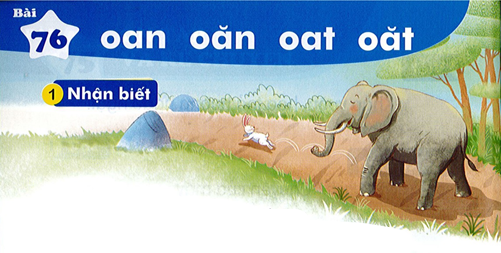 Bài
76 oan oăn oat oăt
1 Nhận biết